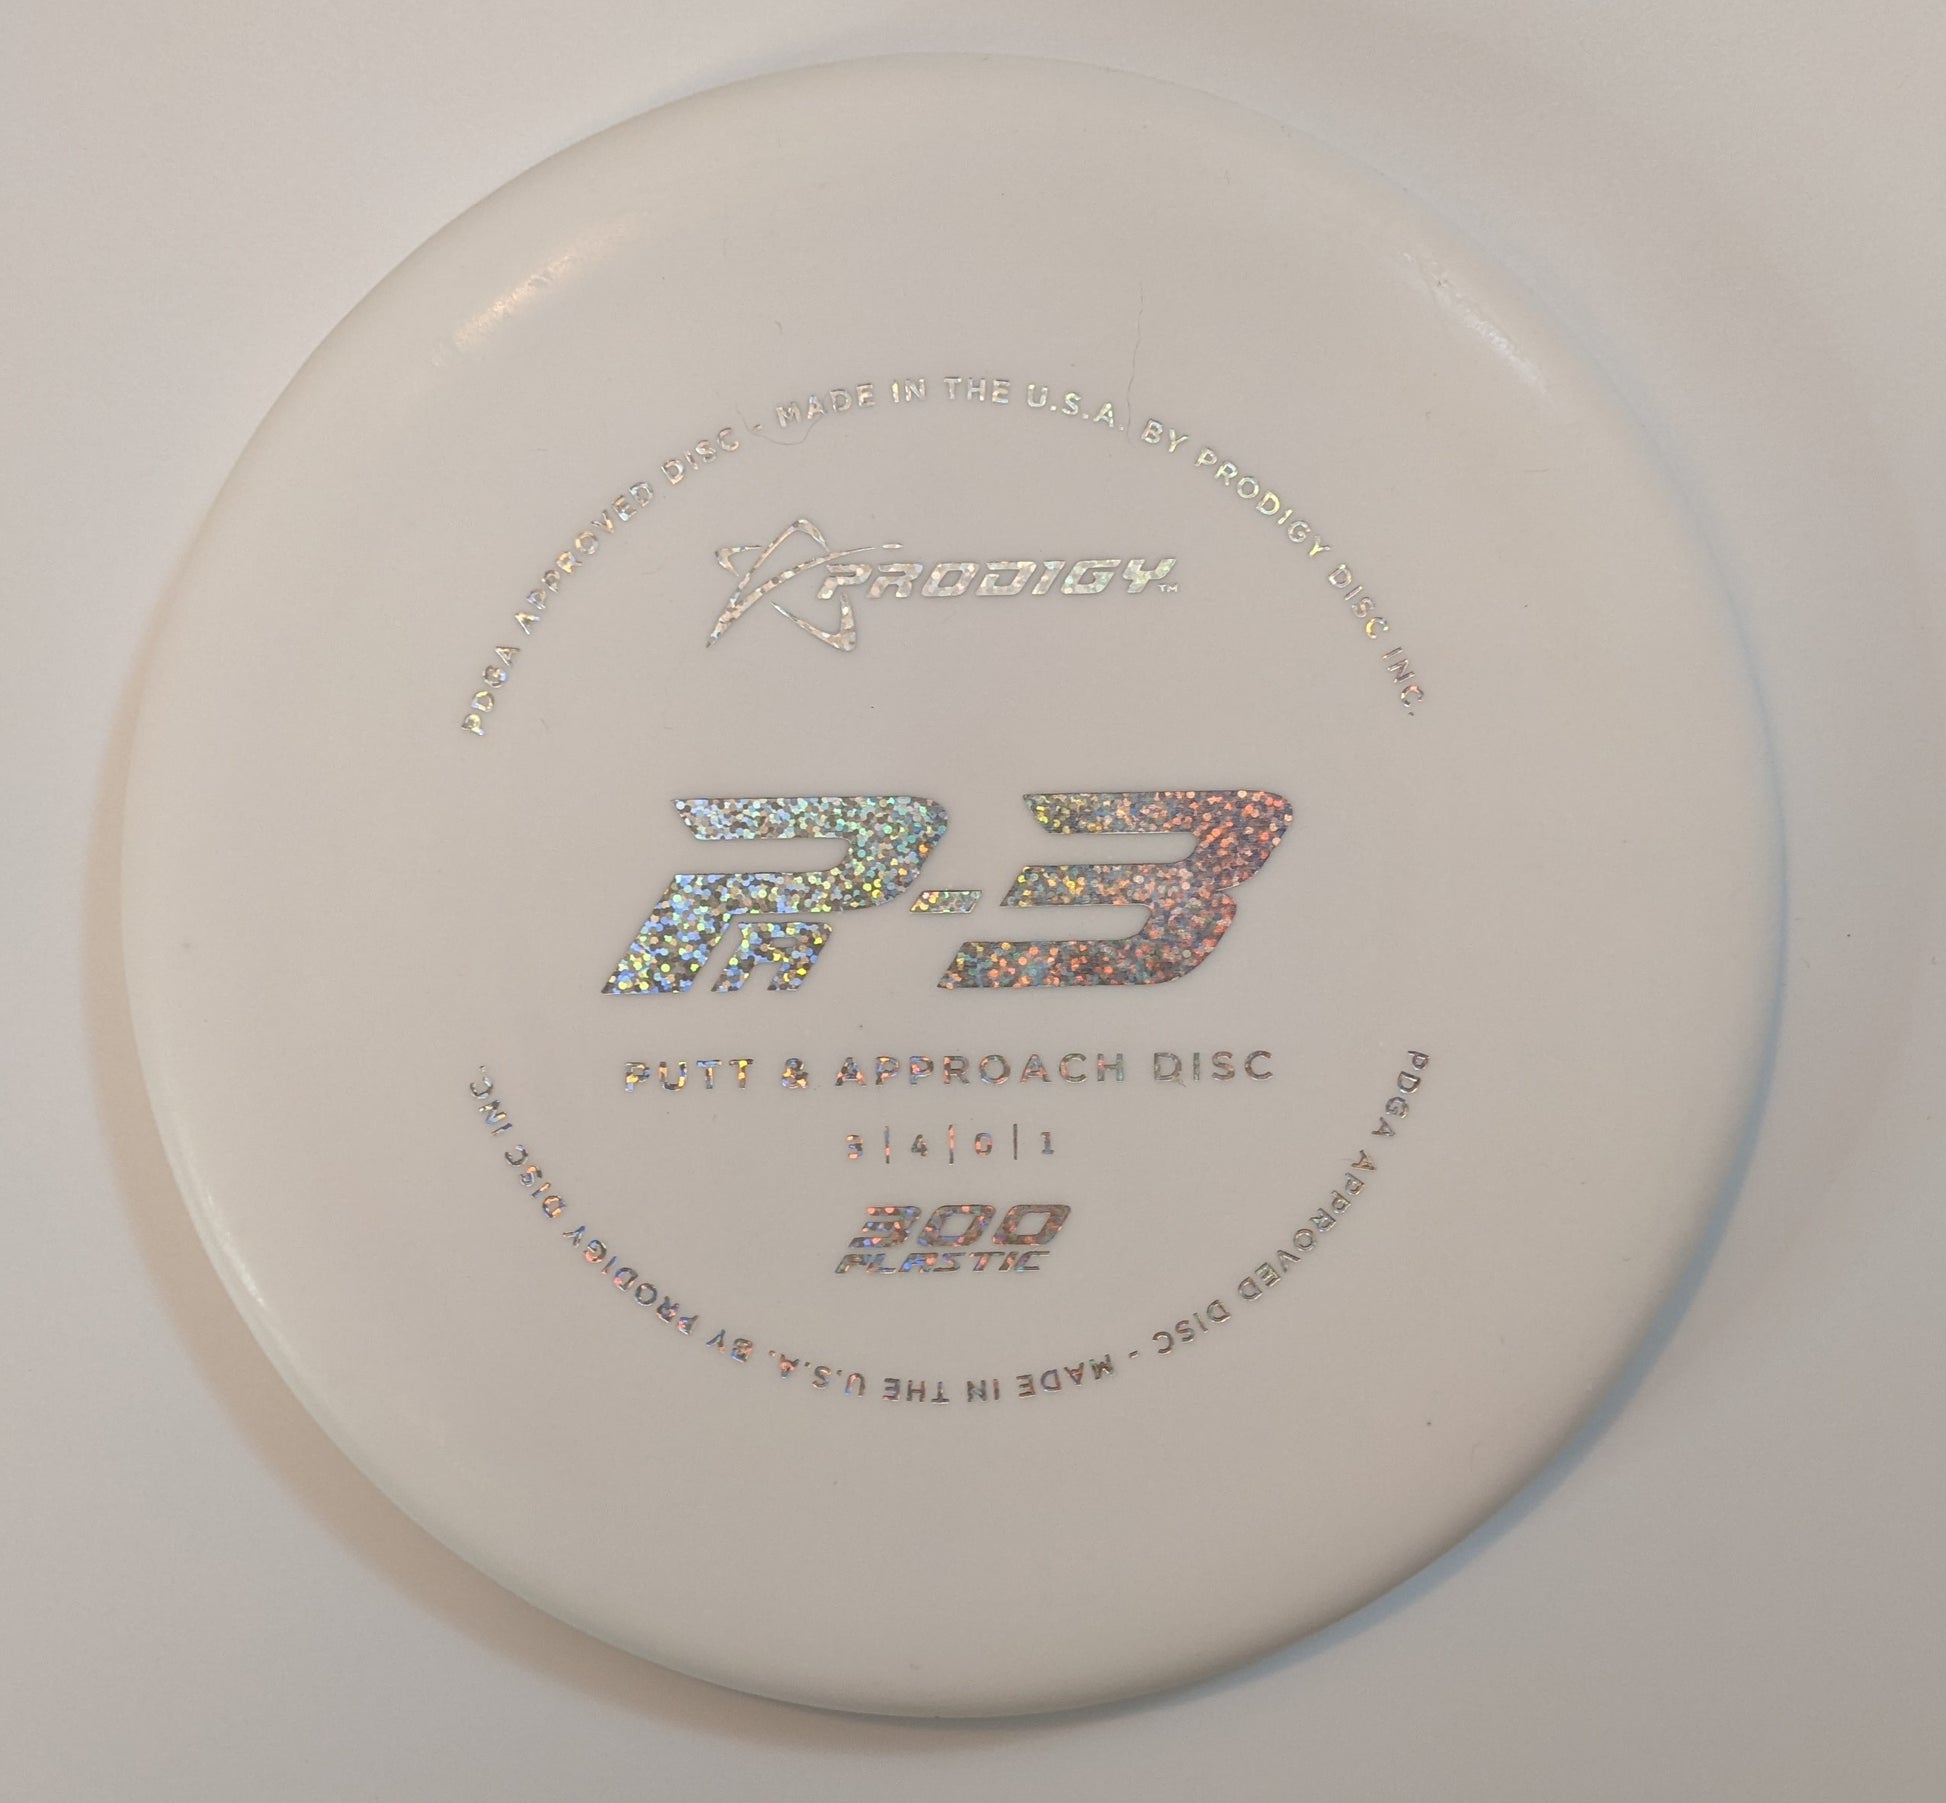 PDGA APPROVED DISC - MADE IN THE U.S.A. BY PRODIGY DISC INC.
PRODIGY™
PA-3
PUTT & APPROACH DISC
3|4|0|1
300
PLASTIC
PDGA APPROVED DISC - MADE IN THE U.S.A. BY PRODIGY DISC INC.